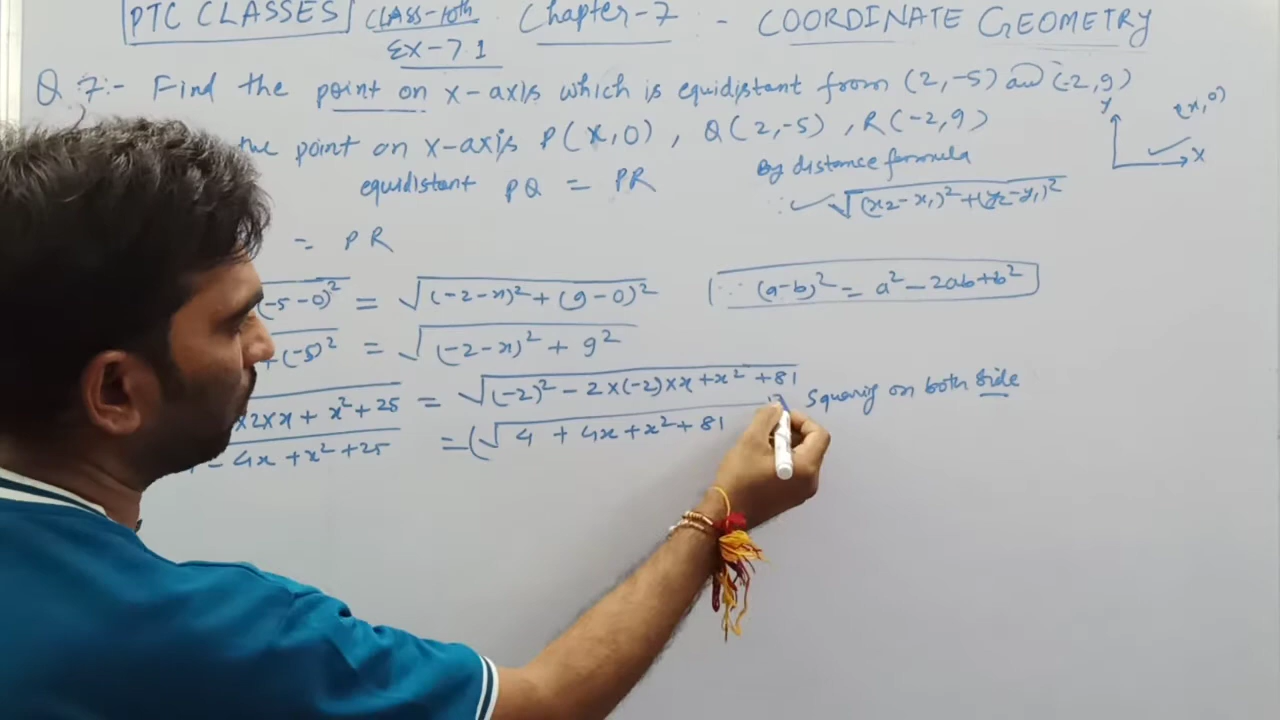 PTC CLASSES CLASS-10th Chapter-7 - COORDINATE GEOMETRY
EX-7.1
Q 7:- Find the point on x-axis which is equidistant from (2,-5) and (-2,9)
the point on x-axis P(x,0), Q(2,-5), R(-2,9)
y (x,0) x
equidistant PQ = PR
By distance formula
∴ ✓ √(x₂-x₁)²+(y₂-y₁)²
= PR
(-5-0)² = √(-2-x)²+(9-0)²
∵ (a-b)² = a²-2ab+b²
+(-5)² = √(-2-x)²+9²
×2×x + x²+25 = √(-2)²-2×(-2)×x+x²+81
squaring on both side
-4x+x²+25 = (√4+4x+x²+81